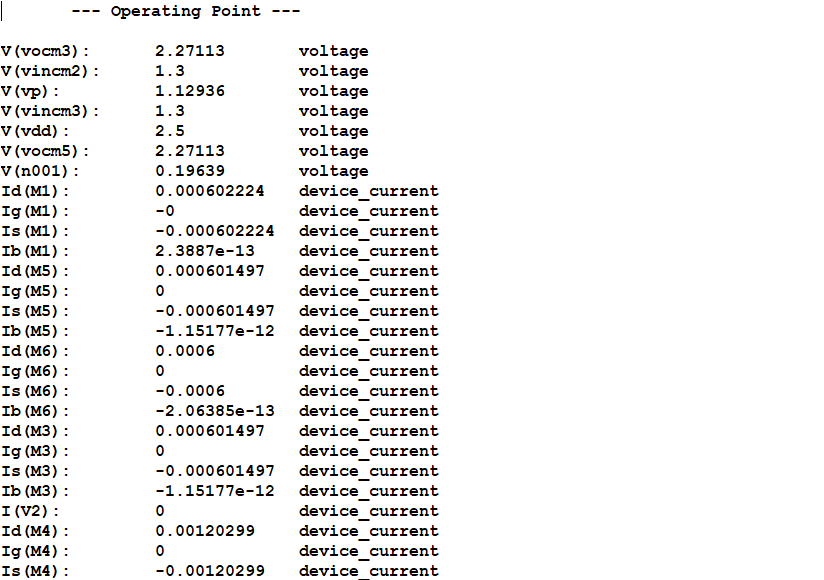 --- Operating Point ---
V(vocm3): 2.27113 voltage
V(vincm2): 1.3 voltage
V(vp): 1.12936 voltage
V(vincm3): 1.3 voltage
V(vdd): 2.5 voltage
V(vocm5): 2.27113 voltage
V(n001): 0.19639 voltage
Id(M1): 0.000602224 device_current
Ig(M1): -0 device_current
Is(M1): -0.000602224 device_current
Ib(M1): 2.3887e-13 device_current
Id(M5): 0.000601497 device_current
Ig(M5): 0 device_current
Is(M5): -0.000601497 device_current
Ib(M5): -1.15177e-12 device_current
Id(M6): 0.0006 device_current
Ig(M6): 0 device_current
Is(M6): -0.0006 device_current
Ib(M6): -2.06385e-13 device_current
Id(M3): 0.000601497 device_current
Ig(M3): 0 device_current
Is(M3): -0.000601497 device_current
Ib(M3): -1.15177e-12 device_current
I(V2): 0 device_current
Id(M4): 0.00120299 device_current
Ig(M4): 0 device_current
Is(M4): -0.00120299 device_current